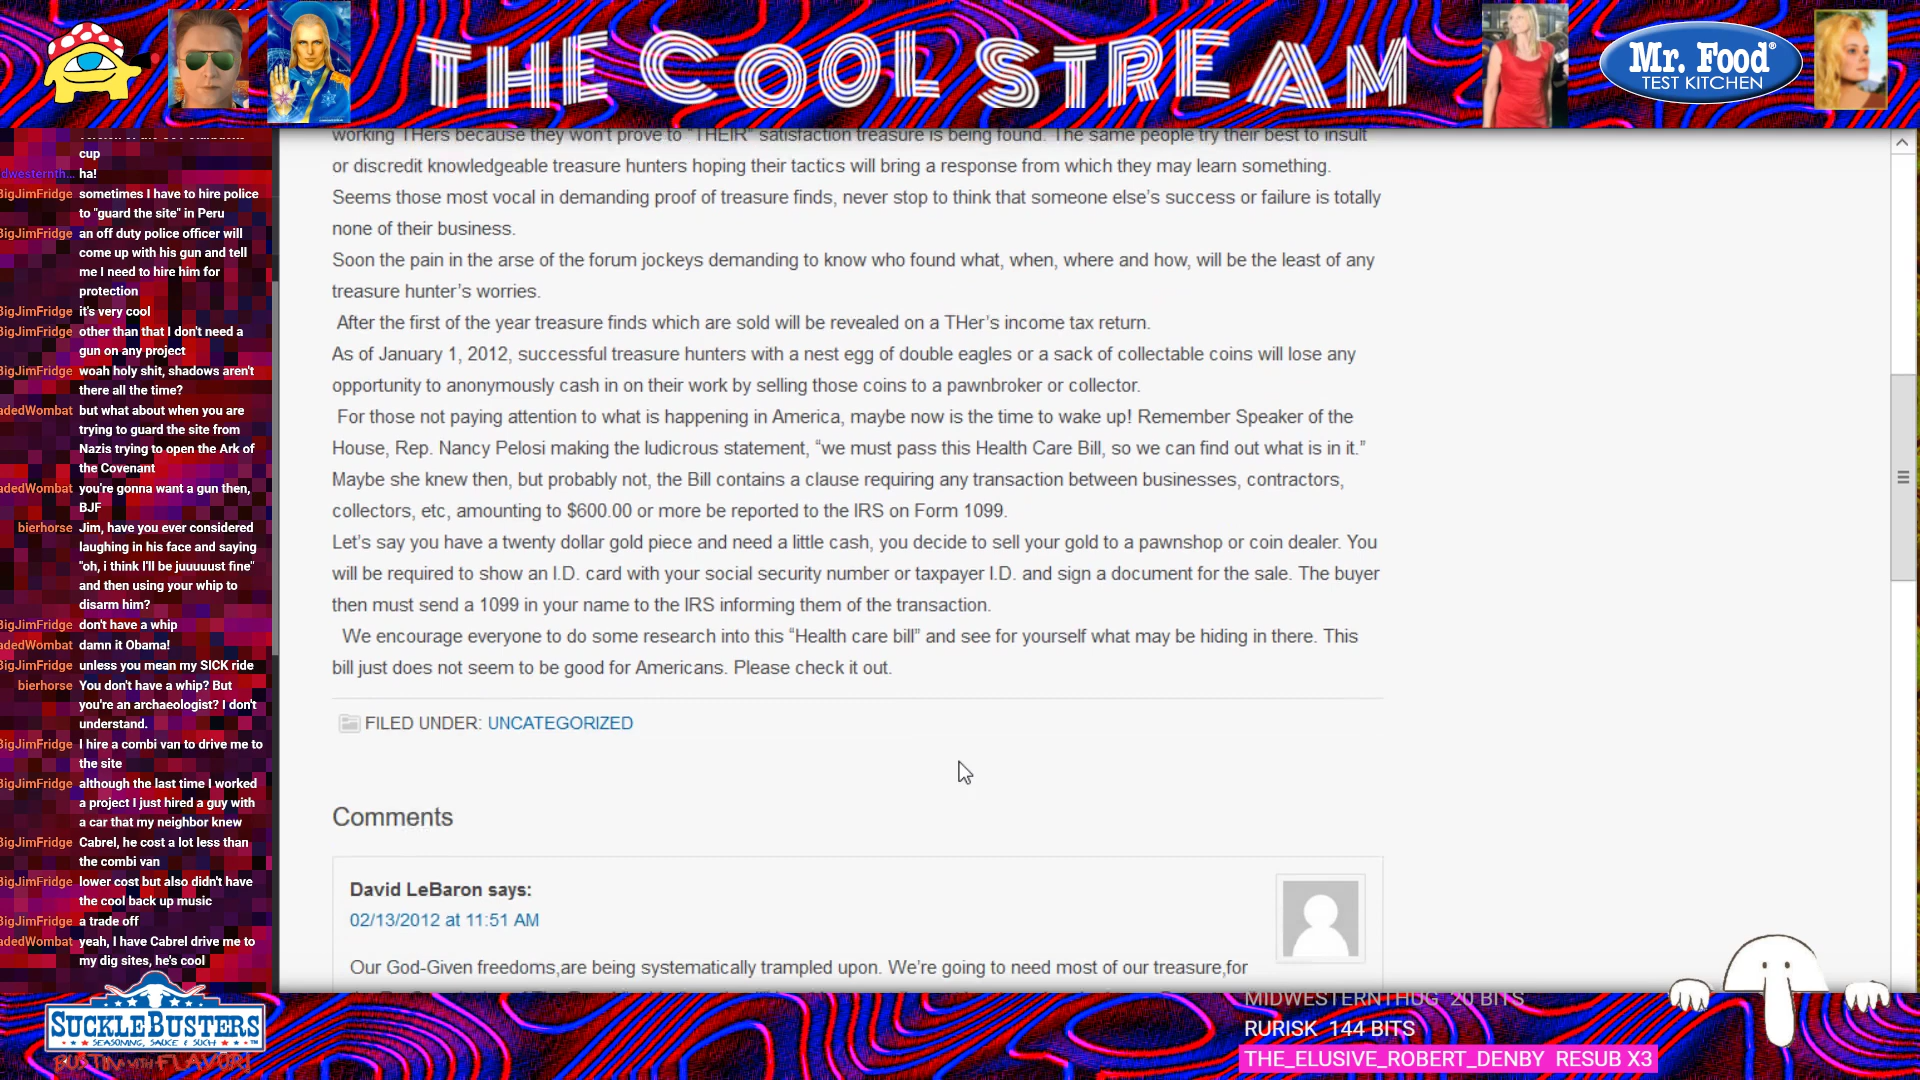 THE COOL STREAM
Mr. Food®
TEST KITCHEN
cup
dwesternth... ha!
BigJimFridge sometimes I have to hire police
to "guard the site" in Peru
BigJimFridge an off duty police officer will
come up with his gun and tell
me I need to hire him for
protection
BigJimFridge it's very cool
BigJimFridge other than that I don't need a
gun on any project
BigJimFridge woah holy shit, shadows aren't
there all the time?
adedWombat but what about when you are
trying to guard the site from
Nazis trying to open the Ark of
the Covenant
adedWombat you're gonna want a gun then,
BJF
bierhorse Jim, have you ever considered
laughing in his face and saying
"oh, i think I'll be juuuuust fine"
and then using your whip to
disarm him?
BigJimFridge don't have a whip
adedWombat damn it Obama!
BigJimFridge unless you mean my SICK ride
bierhorse You don't have a whip? But
you're an archaeologist? I don't
understand.
BigJimFridge I hire a combi van to drive me to
the site
BigJimFridge although the last time I worked
a project I just hired a guy with
a car that my neighbor knew
BigJimFridge Cabrel, he cost a lot less than
the combi van
BigJimFridge lower cost but also didn't have
the cool back up music
BigJimFridge a trade off
adedWombat yeah, I have Cabrel drive me to
my dig sites, he's cool
working THers because they won't prove to "THEIR" satisfaction treasure is being found. The same people try their best to insult
or discredit knowledgeable treasure hunters hoping their tactics will bring a response from which they may learn something.
Seems those most vocal in demanding proof of treasure finds, never stop to think that someone else's success or failure is totally
none of their business.
Soon the pain in the arse of the forum jockeys demanding to know who found what, when, where and how, will be the least of any
treasure hunter's worries.
After the first of the year treasure finds which are sold will be revealed on a THer's income tax return.
As of January 1, 2012, successful treasure hunters with a nest egg of double eagles or a sack of collectable coins will lose any
opportunity to anonymously cash in on their work by selling those coins to a pawnbroker or collector.
For those not paying attention to what is happening in America, maybe now is the time to wake up! Remember Speaker of the
House, Rep. Nancy Pelosi making the ludicrous statement, “we must pass this Health Care Bill, so we can find out what is in it.”
Maybe she knew then, but probably not, the Bill contains a clause requiring any transaction between businesses, contractors,
collectors, etc, amounting to $600.00 or more be reported to the IRS on Form 1099.
Let's say you have a twenty dollar gold piece and need a little cash, you decide to sell your gold to a pawnshop or coin dealer. You
will be required to show an I.D. card with your social security number or taxpayer I.D. and sign a document for the sale. The buyer
then must send a 1099 in your name to the IRS informing them of the transaction.
We encourage everyone to do some research into this “Health care bill” and see for yourself what may be hiding in there. This
bill just does not seem to be good for Americans. Please check it out.
FILED UNDER: UNCATEGORIZED
Comments
David LeBaron says:
02/13/2012 at 11:51 AM
Our God-Given freedoms,are being systematically trampled upon. We're going to need most of our treasure,for
SUCKLEBUSTERS
SEASONING, SAUCE & SUCH
BUSTIN WITH FLAVOR!
MIDWESTERNTHUG 20 BITS
RURISK 144 BITS
THE_ELUSIVE_ROBERT_DENBY RESUB X3